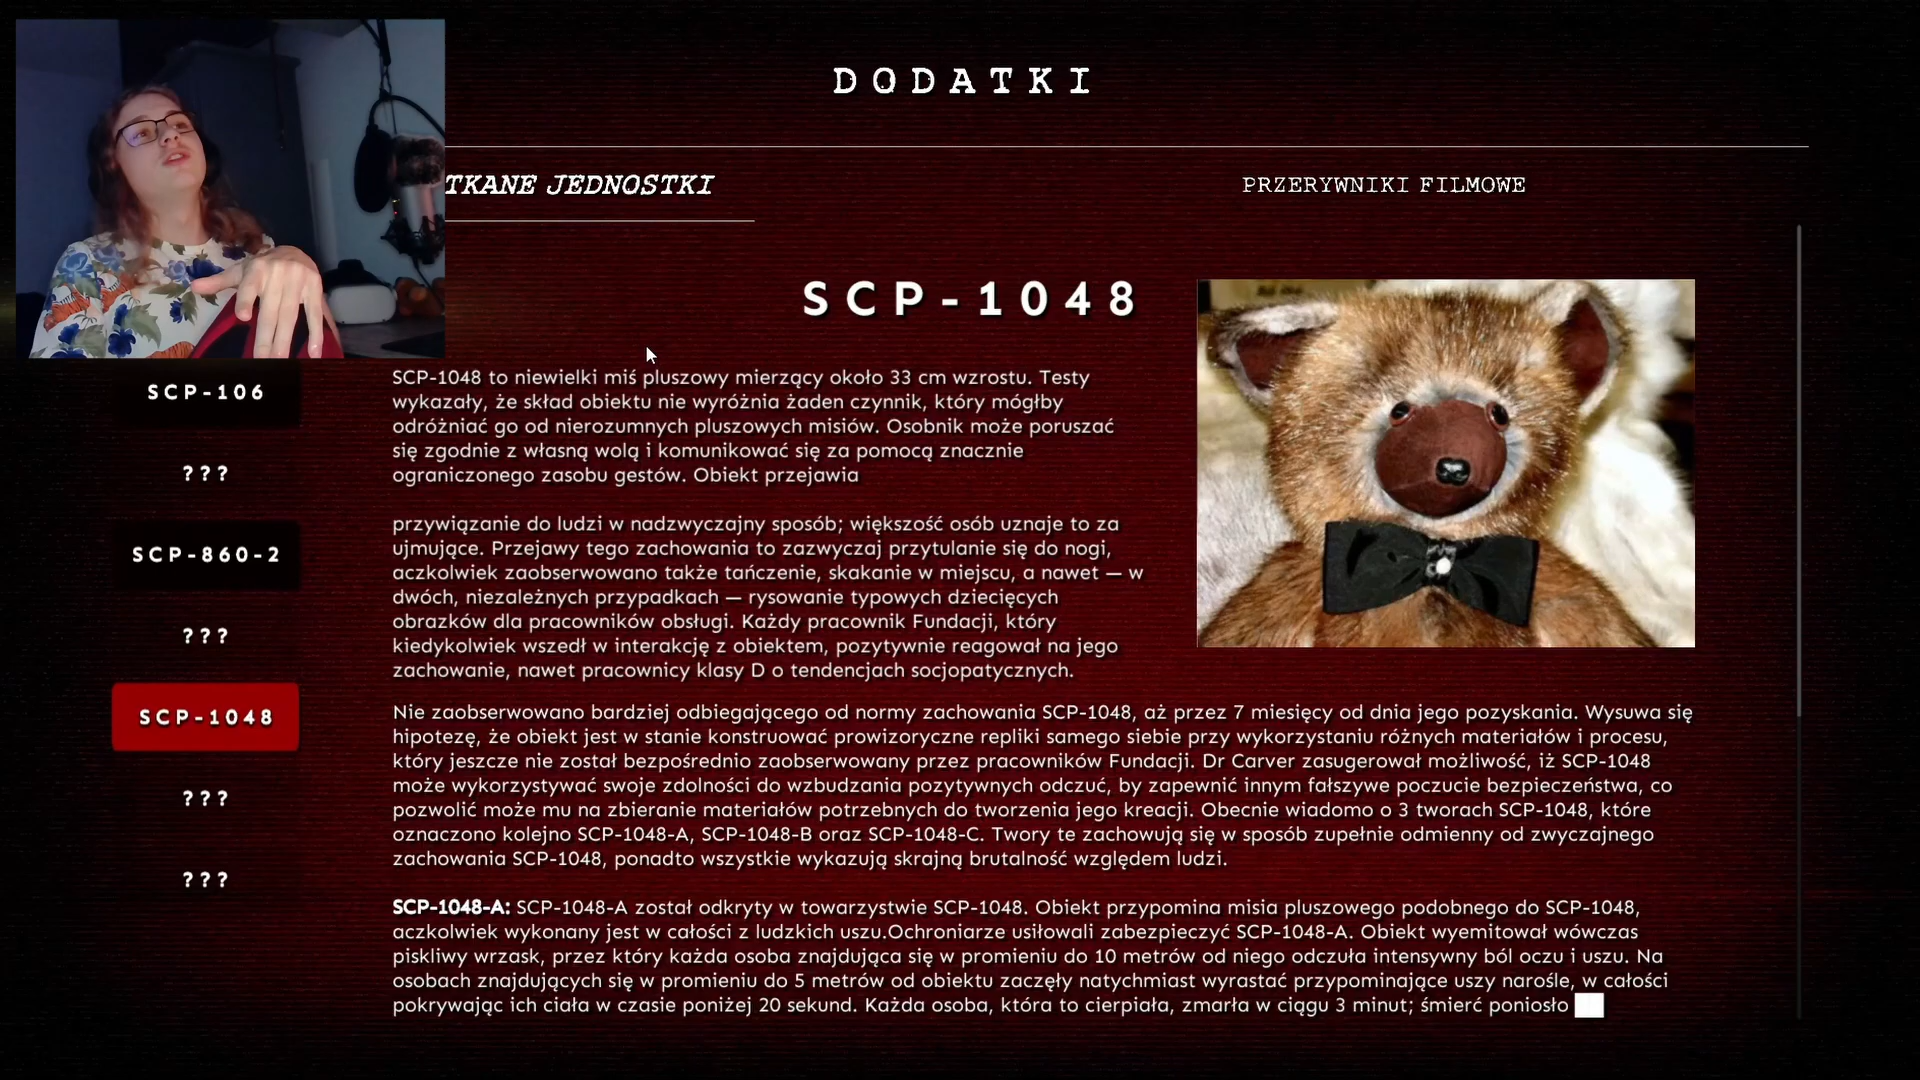 DODATKI
TKANE JEDNOSTKI
PRZERYWNIKI FILMOWE
SCP-106
???
SCP-860-2
???
SCP-1048
???
???
SCP-1048
SCP-1048 to niewielki miś pluszowy mierzący około 33 cm wzrostu. Testy
wykazały, że skład obiektu nie wyróżnia żaden czynnik, który mógłby
odróżniać go od nierozumnych pluszowych misiów. Osobnik może poruszać
się zgodnie z własną wolą i komunikować się za pomocą znacznie
ograniczonego zasobu gestów. Obiekt przejawia
przywiązanie do ludzi w nadzwyczajny sposób; większość osób uznaje to za
ujmujące. Przejawy tego zachowania to zazwyczaj przytulanie się do nogi,
aczkolwiek zaobserwowano także tańczenie, skakanie w miejscu, a nawet — w
dwóch, niezależnych przypadkach — rysowanie typowych dziecięcych
obrazków dla pracowników obsługi. Każdy pracownik Fundacji, który
kiedykolwiek wszedł w interakcję z obiektem, pozytywnie reagował na jego
zachowanie, nawet pracownicy klasy D o tendencjach socjopatycznych.
Nie zaobserwowano bardziej odbiegającego od normy zachowania SCP-1048, aż przez 7 miesięcy od dnia jego pozyskania. Wysuwa się
hipotezę, że obiekt jest w stanie konstruować prowizoryczne repliki samego siebie przy wykorzystaniu różnych materiałów i procesu,
który jeszcze nie został bezpośrednio zaobserwowany przez pracowników Fundacji. Dr Carver zasugerował możliwość, iż SCP-1048
może wykorzystywać swoje zdolności do wzbudzania pozytywnych odczuć, by zapewnić innym fałszywe poczucie bezpieczeństwa, co
pozwolić może mu na zbieranie materiałów potrzebnych do tworzenia jego kreacji. Obecnie wiadomo o 3 tworach SCP-1048, które
oznaczono kolejno SCP-1048-A, SCP-1048-B oraz SCP-1048-C. Twory te zachowują się w sposób zupełnie odmienny od zwyczajnego
zachowania SCP-1048, ponadto wszystkie wykazują skrajną brutalność względem ludzi.
SCP-1048-A: SCP-1048-A został odkryty w towarzystwie SCP-1048. Obiekt przypomina misia pluszowego podobnego do SCP-1048,
aczkolwiek wykonany jest w całości z ludzkich uszu.Ochroniarze usiłowali zabezpieczyć SCP-1048-A. Obiekt wyemitował wówczas
piskliwy wrzask, przez który każda osoba znajdująca się w promieniu do 10 metrów od niego odczuła intensywny ból oczu i uszu. Na
osobach znajdujących się w promieniu do 5 metrów od obiektu zaczęły natychmiast wyrastać przypominające uszy narośle, w całości
pokrywając ich ciała w czasie poniżej 20 sekund. Każda osoba, która to cierpiała, zmarła w ciągu 3 minut; śmierć poniosło ██